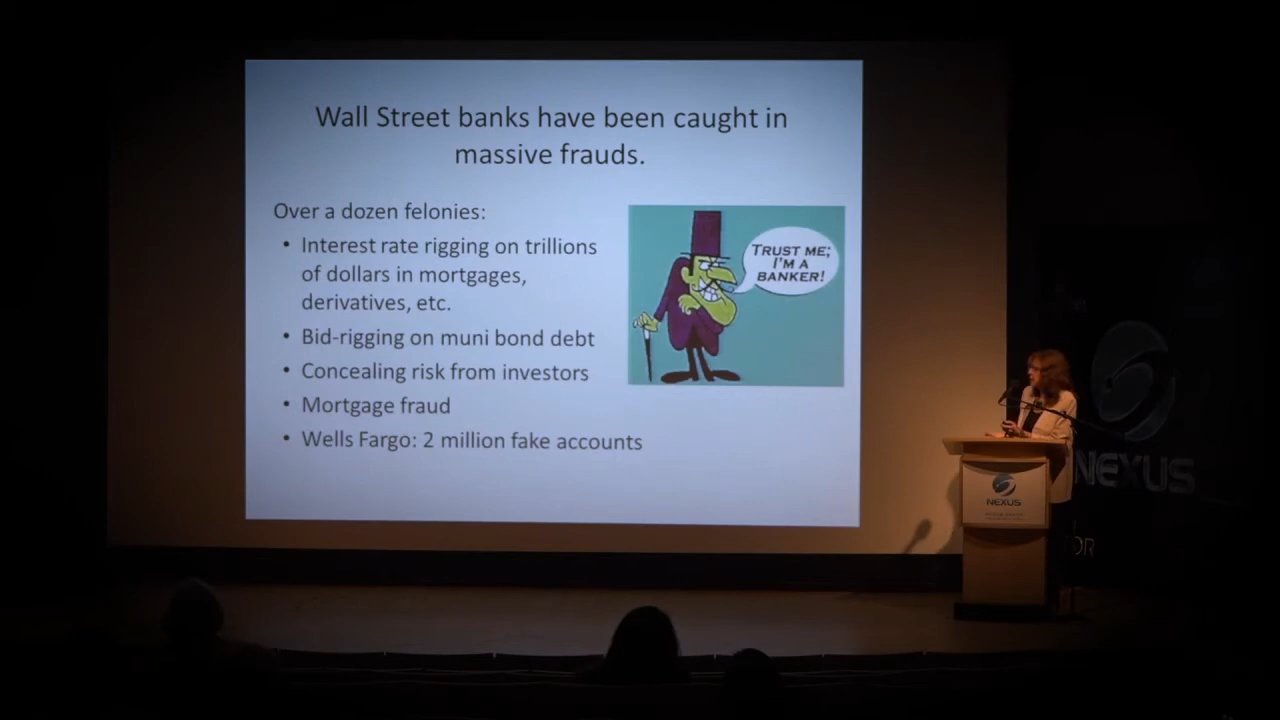 Wall Street banks have been caught in
massive frauds.
Over a dozen felonies:
• Interest rate rigging on trillions
of dollars in mortgages,
derivatives, etc.
• Bid-rigging on muni bond debt
• Concealing risk from investors
• Mortgage fraud
• Wells Fargo: 2 million fake accounts
TRUST ME;
I'M A
BANKER!
NEXUS
NEXUS
OR